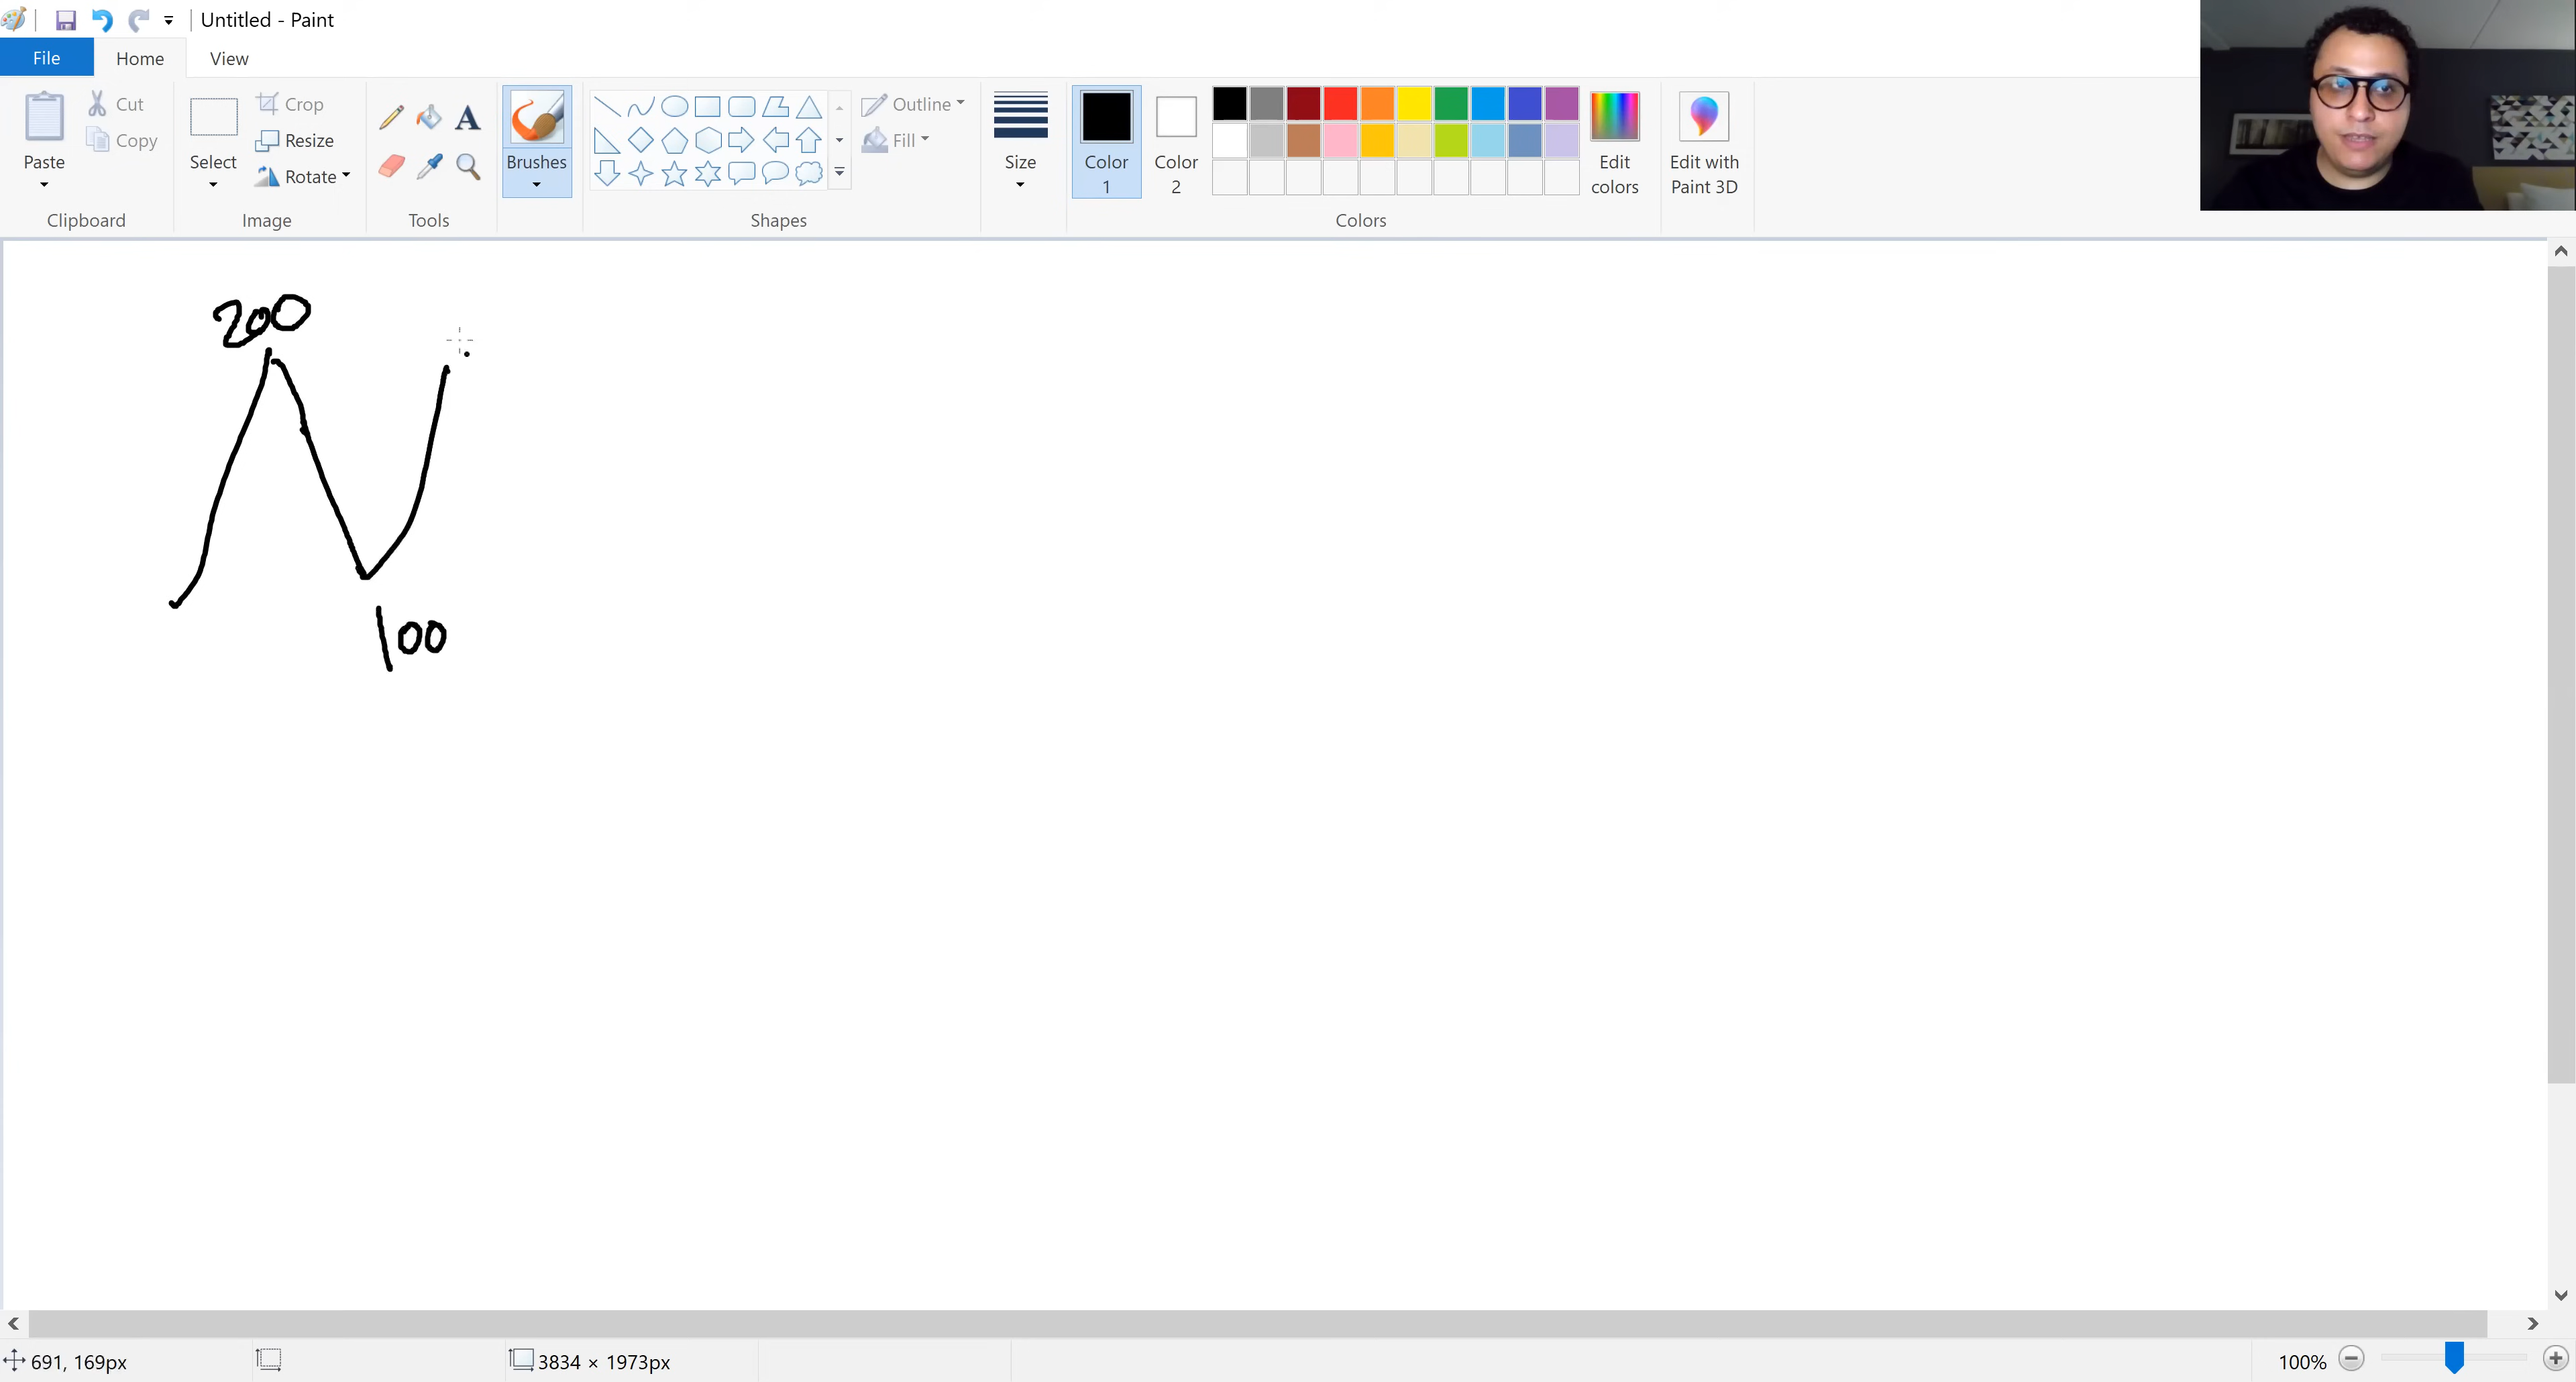 Untitled - Paint
File Home View
Paste
Cut
Copy
Clipboard
Select
Crop
Resize
Rotate
Image
A
Tools
Brushes
Shapes
Outline
Fill
Size
Color 1
Color 2
Colors
Edit colors
Edit with Paint 3D
200
100
691, 169px
3834 × 1973px
100%